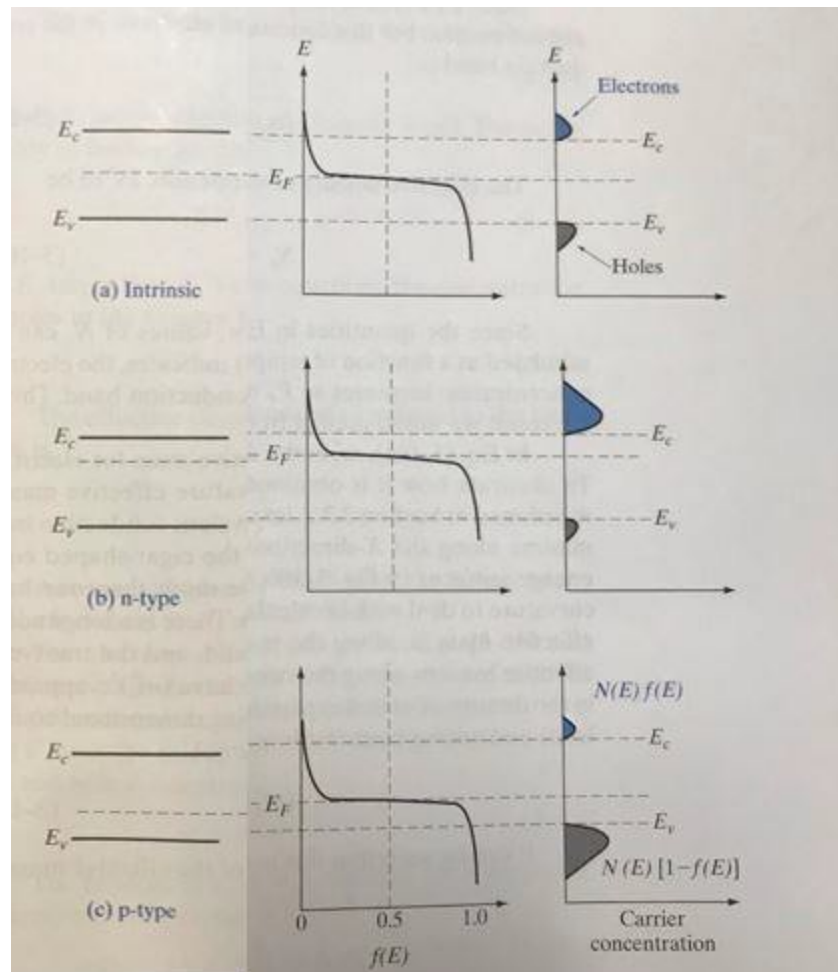 E
E
Electrons
E_c
E_c
E_F
E_v
E_v
Holes
(a) Intrinsic
E_c
E_c
E_F
E_v
E_v
(b) n-type
N(E) f(E)
E_c
E_c
E_F
E_v
E_v
N(E) [1−f(E)]
(c) p-type
0
0.5
1.0
f(E)
Carrier
concentration